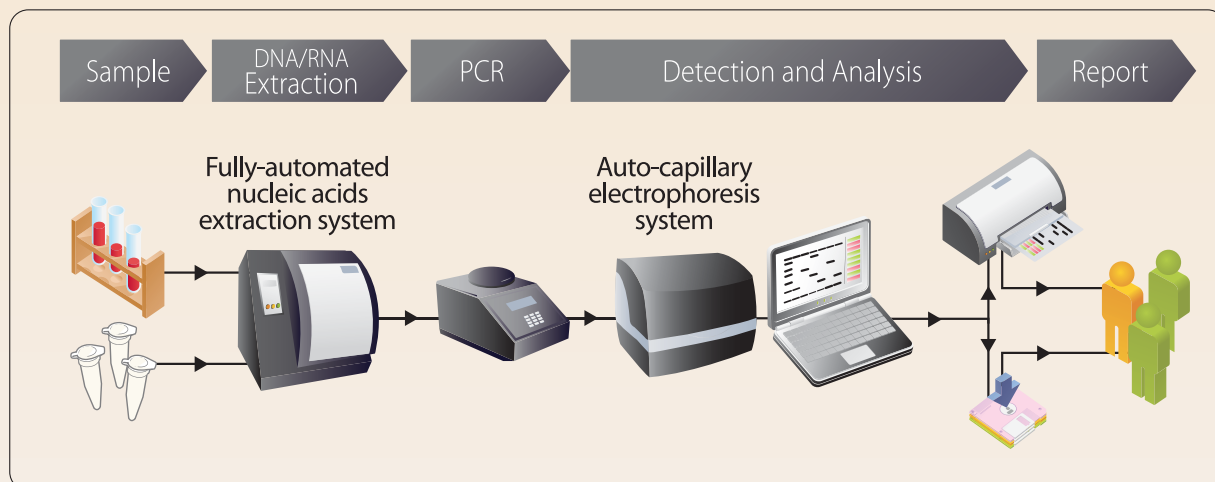 Sample
DNA/RNA
Extraction
PCR
Detection and Analysis
Report
Fully-automated
nucleic acids
extraction system
Auto-capillary
electrophoresis
system